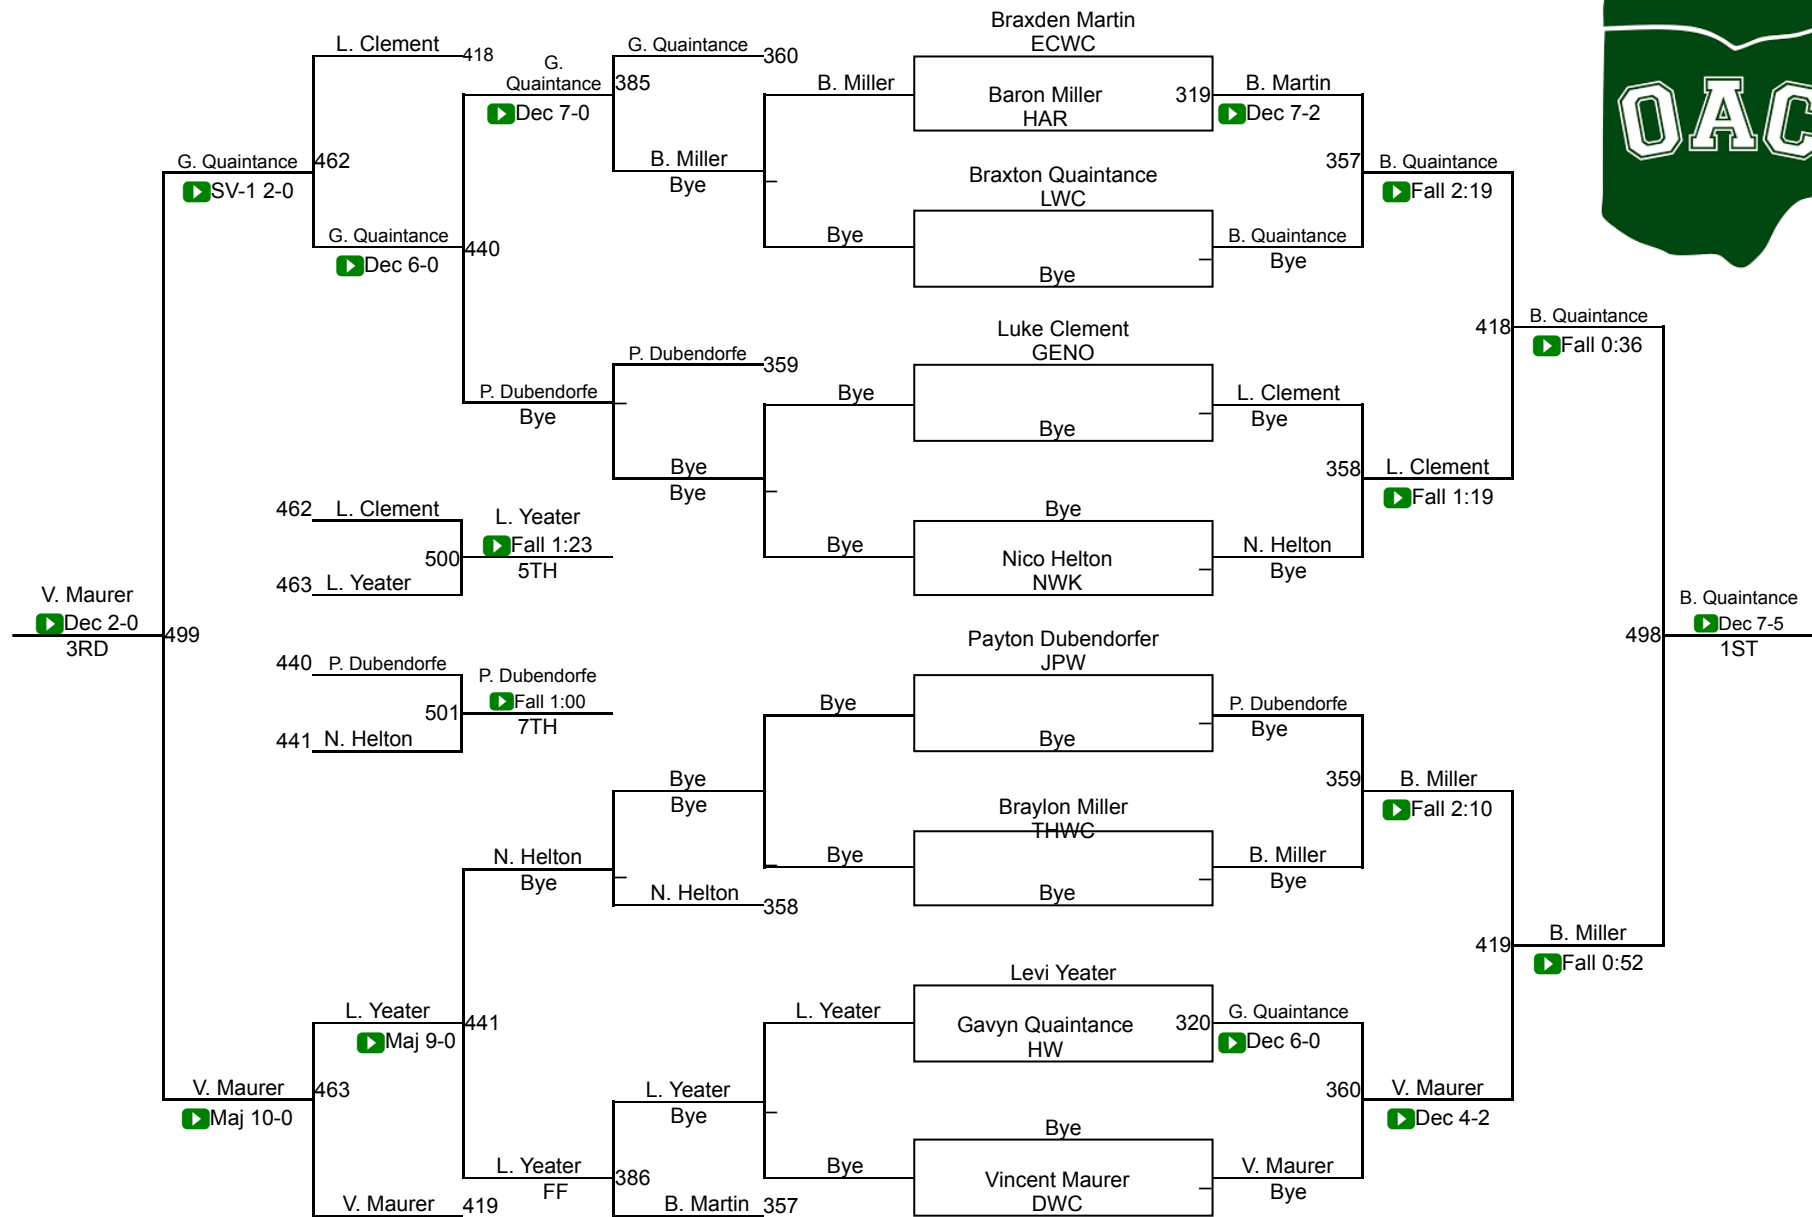 Braxden Martin
ECWC
L. Clement
418
G. Quaintance
360
G.
Quaintance
385
Dec 7-0
B. Miller
Baron Miller
HAR
319
B. Martin
Dec 7-2
OAC
G. Quaintance
462
SV-1 2-0
B. Miller
Bye
Braxton Quaintance
LWC
357
B. Quaintance
Fall 2:19
G. Quaintance
440
Dec 6-0
Bye
Bye
B. Quaintance
Bye
Luke Clement
GENO
418
B. Quaintance
Fall 0:36
P. Dubendorfe
359
P. Dubendorfe
Bye
Bye
Bye
L. Clement
Bye
Bye
Bye
358
L. Clement
Fall 1:19
462
L. Clement
L. Yeater
Fall 1:23
5TH
500
463
L. Yeater
Bye
Bye
Nico Helton
NWK
N. Helton
Bye
V. Maurer
Dec 2-0
3RD
499
498
B. Quaintance
Dec 7-5
1ST
Payton Dubendorfer
JPW
440
P. Dubendorfe
P. Dubendorfe
Fall 1:00
7TH
501
441
N. Helton
Bye
Bye
P. Dubendorfe
Bye
Bye
Bye
359
B. Miller
Fall 2:10
Braylon Miller
THWC
N. Helton
Bye
Bye
Bye
B. Miller
Bye
N. Helton
358
419
B. Miller
Fall 0:52
Levi Yeater
L. Yeater
441
Maj 9-0
L. Yeater
Gavyn Quaintance
HW
320
G. Quaintance
Dec 6-0
V. Maurer
463
Maj 10-0
L. Yeater
Bye
360
V. Maurer
Dec 4-2
Bye
L. Yeater
FF
386
Bye
Vincent Maurer
DWC
V. Maurer
Bye
V. Maurer
419
B. Martin
357